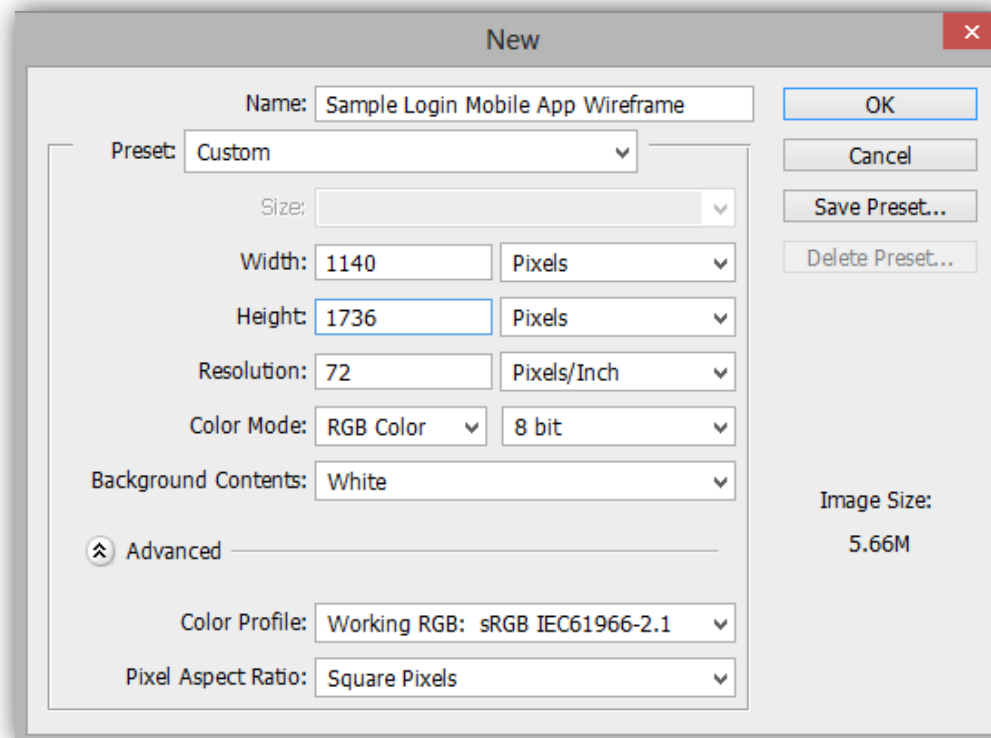 New
Name: Sample Login Mobile App Wireframe
OK
Preset: Custom
Cancel
Size:
Save Preset...
Width: 1140 Pixels
Delete Preset...
Height: 1736 Pixels
Resolution: 72 Pixels/Inch
Color Mode: RGB Color 8 bit
Background Contents: White
Image Size:
5.66M
Advanced
Color Profile: Working RGB: sRGB IEC61966-2.1
Pixel Aspect Ratio: Square Pixels